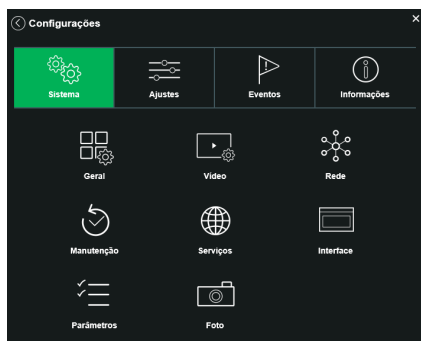 Configurações
Sistema
Ajustes
Eventos
Informações
Geral
Vídeo
Rede
Manutenção
Serviços
Interface
Parâmetros
Foto